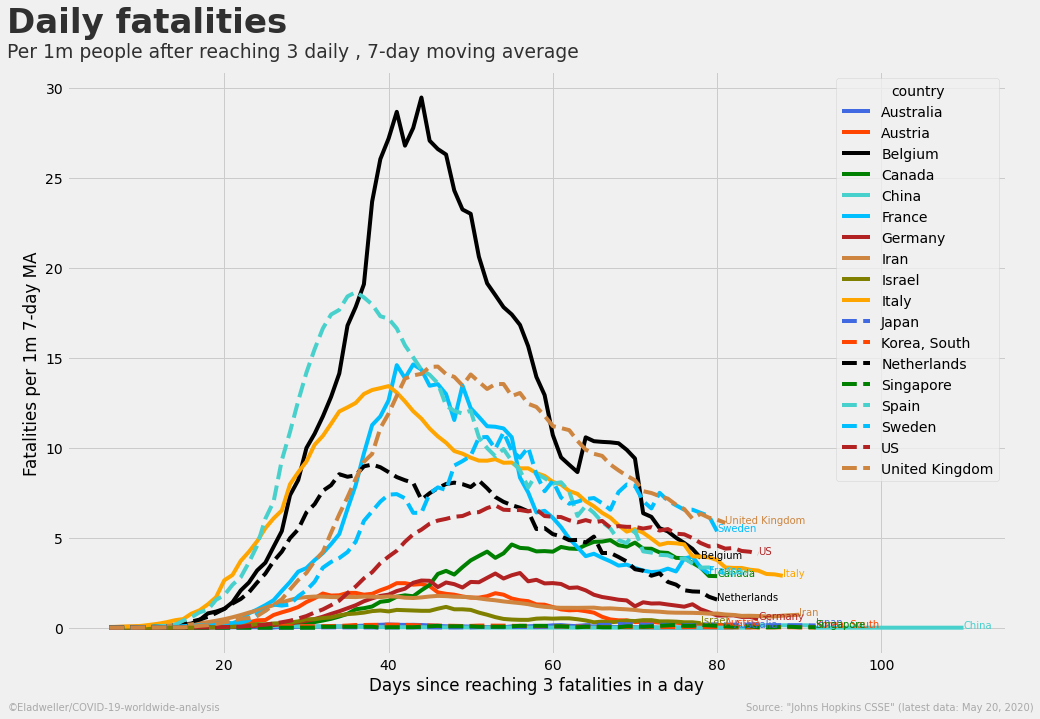 Daily fatalities
Per 1m people after reaching 3 daily , 7-day moving average
Fatalities per 1m 7-day MA
30
25
20
15
10
5
0
country
Australia
Austria
Belgium
Canada
China
France
Germany
Iran
Israel
Italy
Japan
Korea, South
Netherlands
Singapore
Spain
Sweden
US
United Kingdom
United Kingdom
Sweden
US
Belgium
Canada
Italy
Netherlands
Iran
Germany
Israel
Japan
Singapore
South
China
20
40
60
80
100
Days since reaching 3 fatalities in a day
©Eladweller/COVID-19-worldwide-analysis
Source: "Johns Hopkins CSSE" (latest data: May 20, 2020)